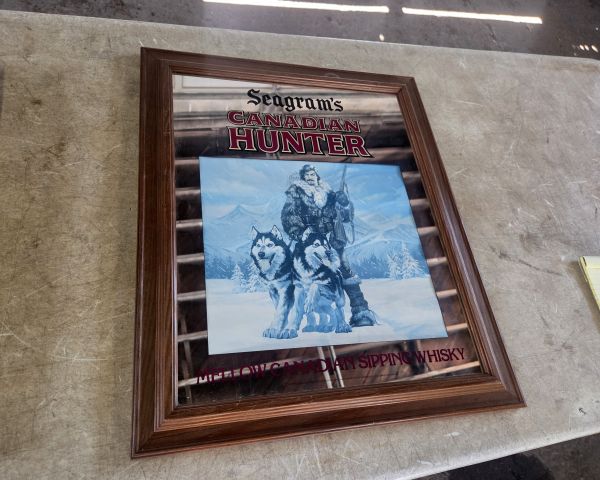 Seagram's
CANADIAN
HUNTER
MELLOW CANADIAN SIPPING WHISKY